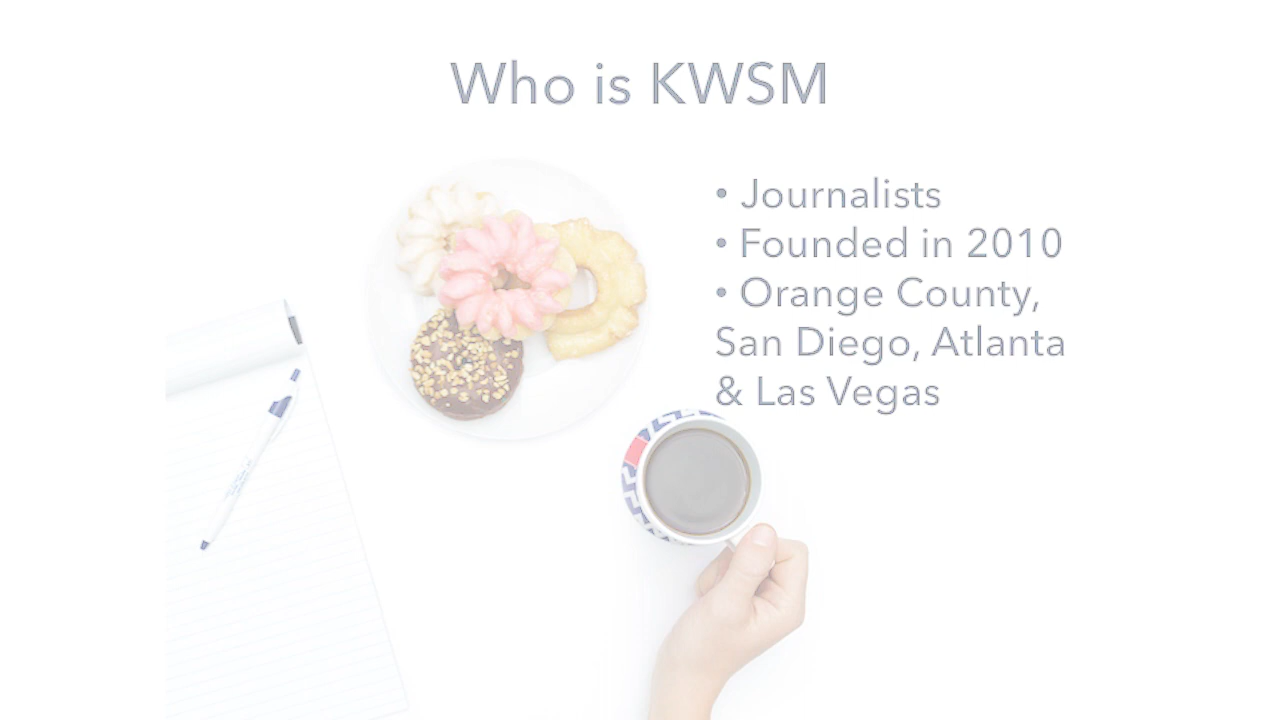 Who is KWSM
• Journalists
• Founded in 2010
• Orange County,
San Diego, Atlanta
& Las Vegas